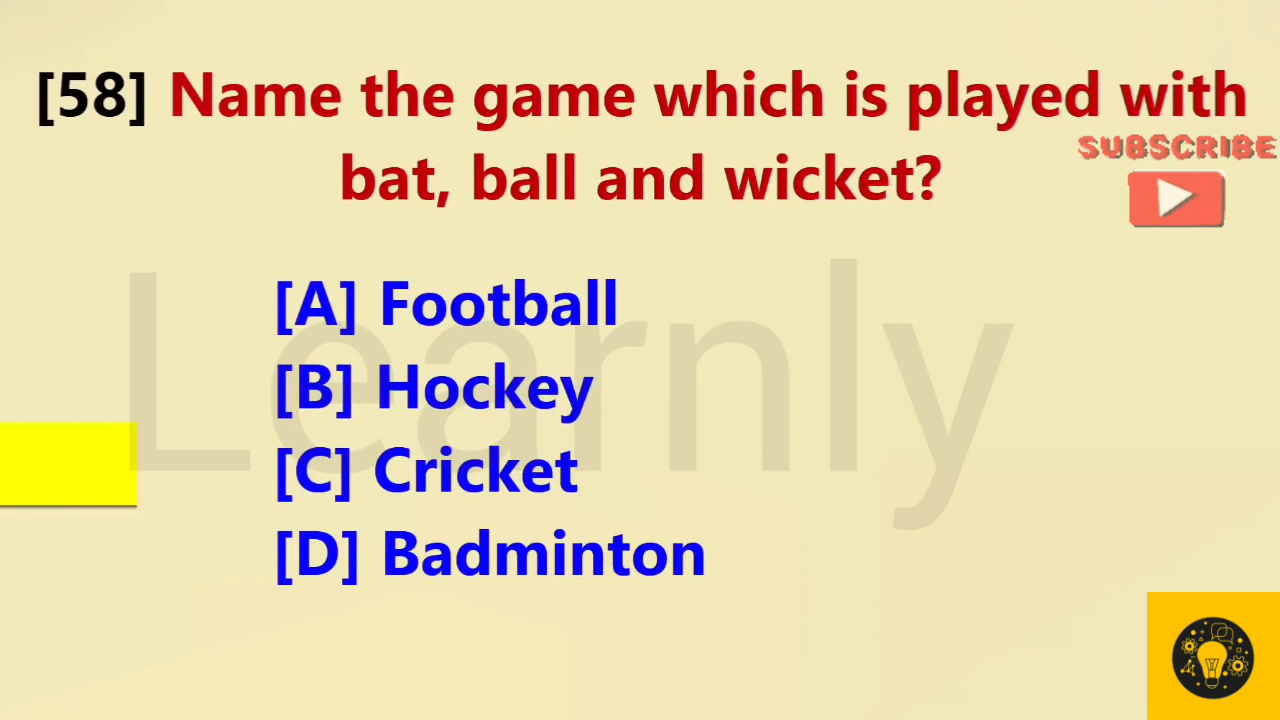 [58] Name the game which is played with
bat, ball and wicket?
SUBSCRIBE
Learnly
[A] Football
[B] Hockey
[C] Cricket
[D] Badminton